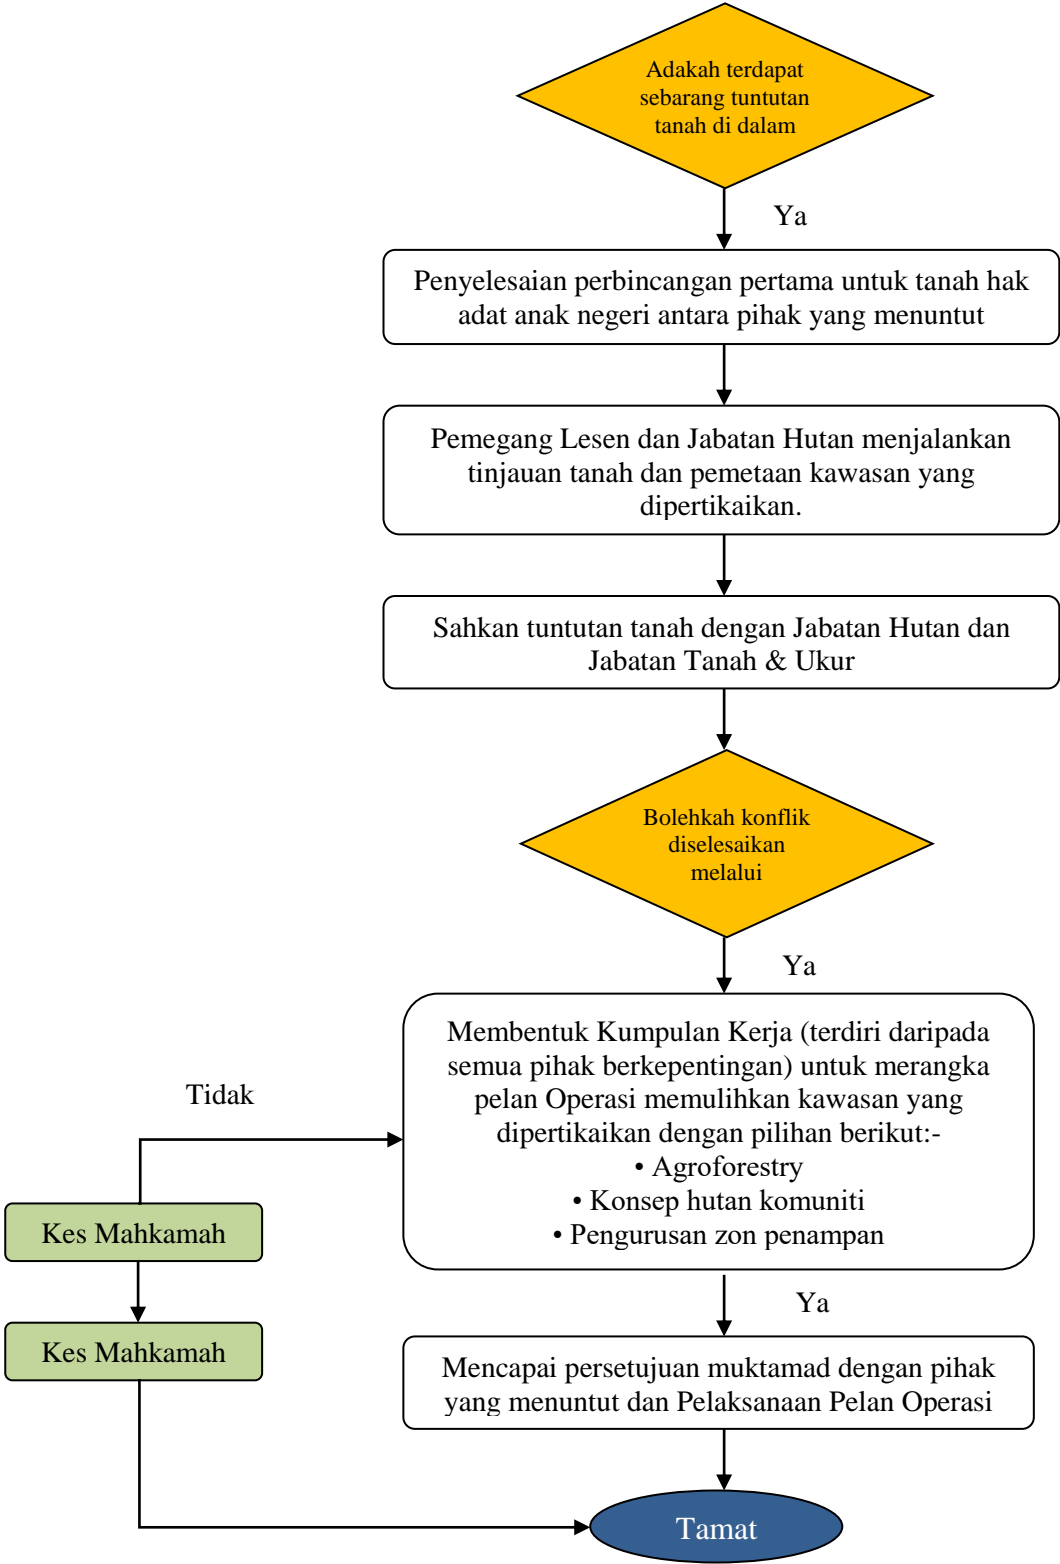 Adakah terdapat
sebarang tuntutan
tanah di dalam
Ya
Penyelesaian perbincangan pertama untuk tanah hak
adat anak negeri antara pihak yang menuntut
Pemegang Lesen dan Jabatan Hutan menjalankan
tinjauan tanah dan pemetaan kawasan yang
dipertikaikan.
Sahkan tuntutan tanah dengan Jabatan Hutan dan
Jabatan Tanah & Ukur
Bolehkah konflik
diselesaikan
melalui
Ya
Membentuk Kumpulan Kerja (terdiri daripada
semua pihak berkepentingan) untuk merangka
pelan Operasi memulihkan kawasan yang
dipertikaikan dengan pilihan berikut:-
• Agroforestry
• Konsep hutan komuniti
• Pengurusan zon penampan
Tidak
Kes Mahkamah
Kes Mahkamah
Ya
Mencapai persetujuan muktamad dengan pihak
yang menuntut dan Pelaksanaan Pelan Operasi
Tamat